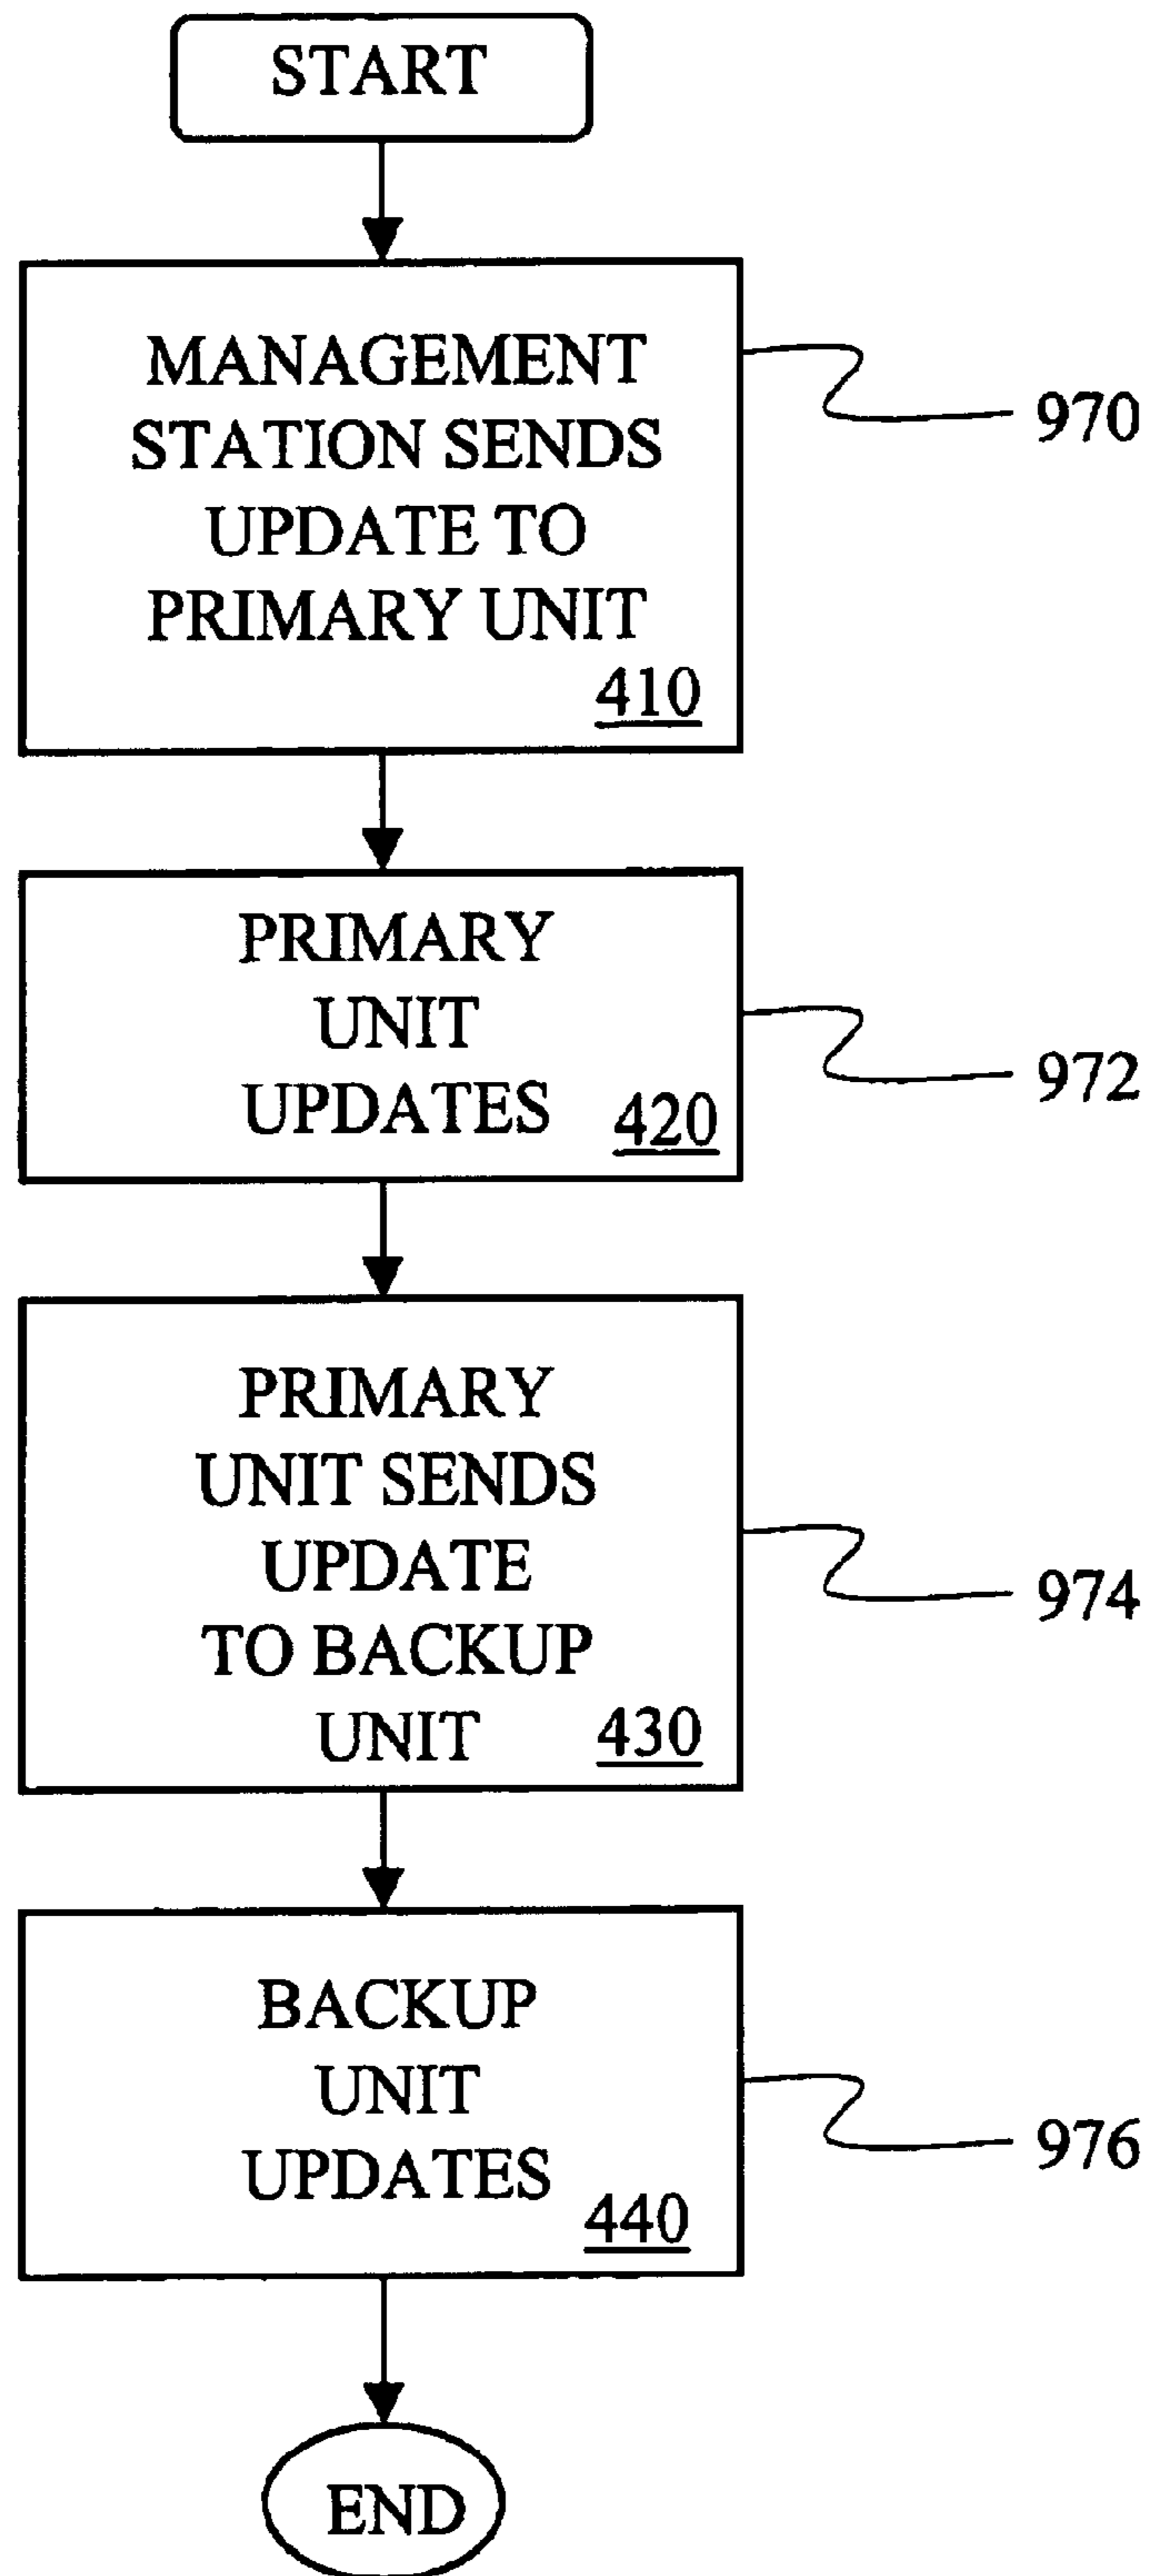 START
MANAGEMENT
STATION SENDS
UPDATE TO
PRIMARY UNIT
410
970
PRIMARY
UNIT
UPDATES
420
972
PRIMARY
UNIT SENDS
UPDATE
TO BACKUP
UNIT
430
974
BACKUP
UNIT
UPDATES
440
976
END